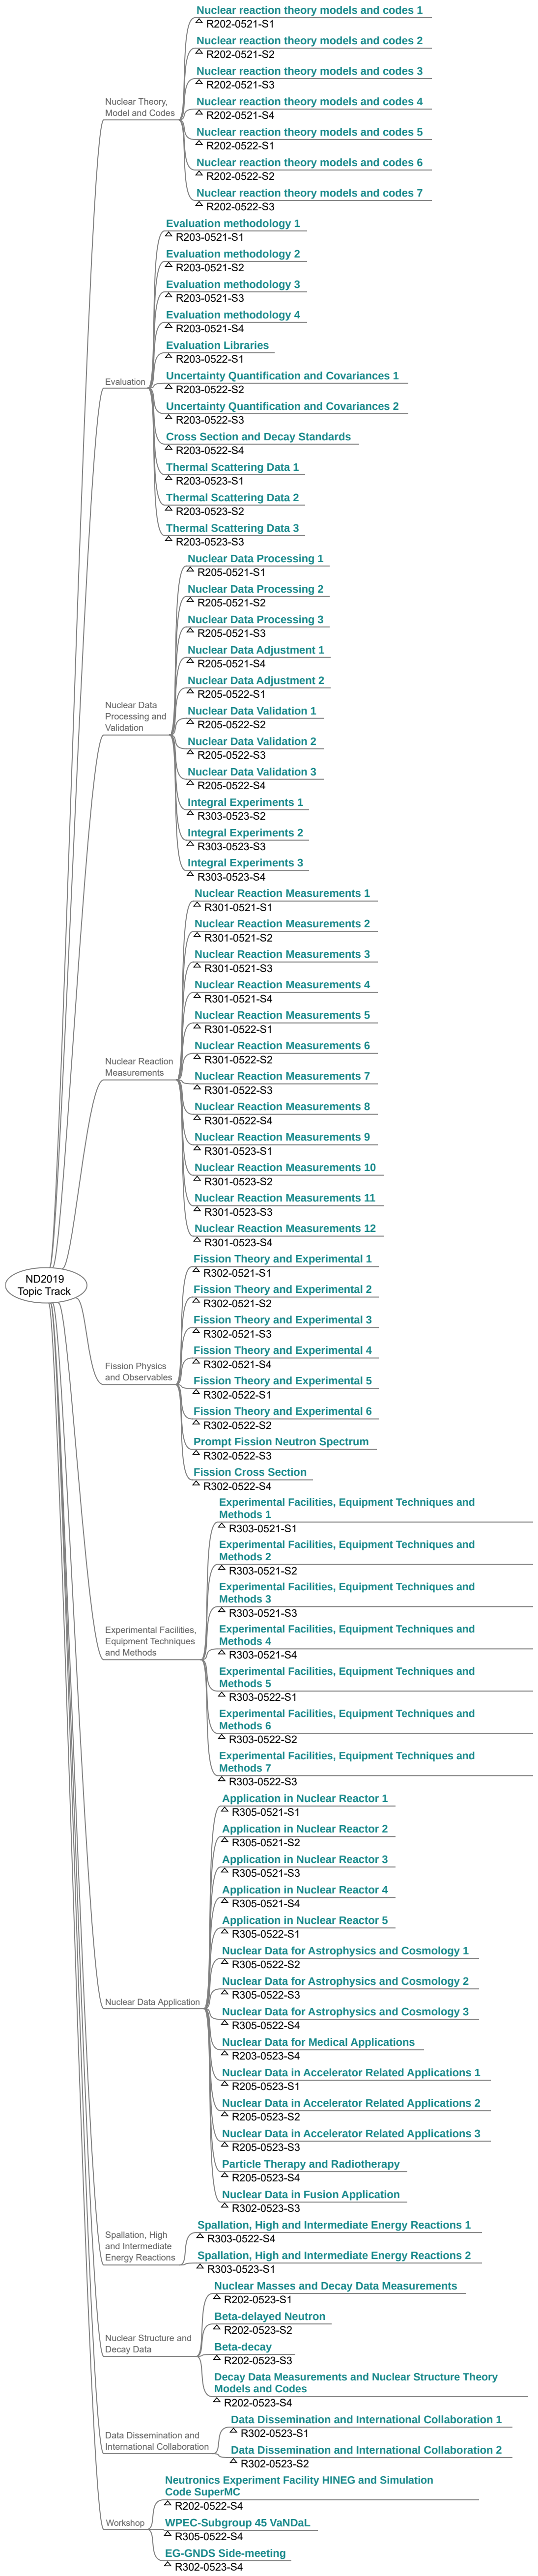 ND2019
Topic Track
Nuclear Theory,
Model and Codes
Nuclear reaction theory models and codes 1
R202-0521-S1
Nuclear reaction theory models and codes 2
R202-0521-S2
Nuclear reaction theory models and codes 3
R202-0521-S3
Nuclear reaction theory models and codes 4
R202-0521-S4
Nuclear reaction theory models and codes 5
R202-0522-S1
Nuclear reaction theory models and codes 6
R202-0522-S2
Nuclear reaction theory models and codes 7
R202-0522-S3
Evaluation
Evaluation methodology 1
R203-0521-S1
Evaluation methodology 2
R203-0521-S2
Evaluation methodology 3
R203-0521-S3
Evaluation methodology 4
R203-0521-S4
Evaluation Libraries
R203-0522-S1
Uncertainty Quantification and Covariances 1
R203-0522-S2
Uncertainty Quantification and Covariances 2
R203-0522-S3
Cross Section and Decay Standards
R203-0522-S4
Thermal Scattering Data 1
R203-0523-S1
Thermal Scattering Data 2
R203-0523-S2
Thermal Scattering Data 3
R203-0523-S3
Nuclear Data
Processing and
Validation
Nuclear Data Processing 1
R205-0521-S1
Nuclear Data Processing 2
R205-0521-S2
Nuclear Data Processing 3
R205-0521-S3
Nuclear Data Adjustment 1
R205-0521-S4
Nuclear Data Adjustment 2
R205-0522-S1
Nuclear Data Validation 1
R205-0522-S2
Nuclear Data Validation 2
R205-0522-S3
Nuclear Data Validation 3
R205-0522-S4
Integral Experiments 1
R303-0523-S2
Integral Experiments 2
R303-0523-S3
Integral Experiments 3
R303-0523-S4
Nuclear Reaction
Measurements
Nuclear Reaction Measurements 1
R301-0521-S1
Nuclear Reaction Measurements 2
R301-0521-S2
Nuclear Reaction Measurements 3
R301-0521-S3
Nuclear Reaction Measurements 4
R301-0521-S4
Nuclear Reaction Measurements 5
R301-0522-S1
Nuclear Reaction Measurements 6
R301-0522-S2
Nuclear Reaction Measurements 7
R301-0522-S3
Nuclear Reaction Measurements 8
R301-0522-S4
Nuclear Reaction Measurements 9
R301-0523-S1
Nuclear Reaction Measurements 10
R301-0523-S2
Nuclear Reaction Measurements 11
R301-0523-S3
Nuclear Reaction Measurements 12
R301-0523-S4
Fission Physics
and Observables
Fission Theory and Experimental 1
R302-0521-S1
Fission Theory and Experimental 2
R302-0521-S2
Fission Theory and Experimental 3
R302-0521-S3
Fission Theory and Experimental 4
R302-0521-S4
Fission Theory and Experimental 5
R302-0522-S1
Fission Theory and Experimental 6
R302-0522-S2
Prompt Fission Neutron Spectrum
R302-0522-S3
Fission Cross Section
R302-0522-S4
Experimental Facilities,
Equipment Techniques
and Methods
Experimental Facilities, Equipment Techniques and
Methods 1
R303-0521-S1
Experimental Facilities, Equipment Techniques and
Methods 2
R303-0521-S2
Experimental Facilities, Equipment Techniques and
Methods 3
R303-0521-S3
Experimental Facilities, Equipment Techniques and
Methods 4
R303-0521-S4
Experimental Facilities, Equipment Techniques and
Methods 5
R303-0522-S1
Experimental Facilities, Equipment Techniques and
Methods 6
R303-0522-S2
Experimental Facilities, Equipment Techniques and
Methods 7
R303-0522-S3
Nuclear Data Application
Application in Nuclear Reactor 1
R305-0521-S1
Application in Nuclear Reactor 2
R305-0521-S2
Application in Nuclear Reactor 3
R305-0521-S3
Application in Nuclear Reactor 4
R305-0521-S4
Application in Nuclear Reactor 5
R305-0522-S1
Nuclear Data for Astrophysics and Cosmology 1
R305-0522-S2
Nuclear Data for Astrophysics and Cosmology 2
R305-0522-S3
Nuclear Data for Astrophysics and Cosmology 3
R305-0522-S4
Nuclear Data for Medical Applications
R203-0523-S4
Nuclear Data in Accelerator Related Applications 1
R205-0523-S1
Nuclear Data in Accelerator Related Applications 2
R205-0523-S2
Nuclear Data in Accelerator Related Applications 3
R205-0523-S3
Particle Therapy and Radiotherapy
R205-0523-S4
Nuclear Data in Fusion Application
R302-0523-S3
Spallation, High
and Intermediate
Energy Reactions
Spallation, High and Intermediate Energy Reactions 1
R303-0522-S4
Spallation, High and Intermediate Energy Reactions 2
R303-0523-S1
Nuclear Structure and
Decay Data
Nuclear Masses and Decay Data Measurements
R202-0523-S1
Beta-delayed Neutron
R202-0523-S2
Beta-decay
R202-0523-S3
Decay Data Measurements and Nuclear Structure Theory
Models and Codes
R202-0523-S4
Data Dissemination and
International Collaboration
Data Dissemination and International Collaboration 1
R302-0523-S1
Data Dissemination and International Collaboration 2
R302-0523-S2
Workshop
Neutronics Experiment Facility HINEG and Simulation
Code SuperMC
R202-0522-S4
WPEC-Subgroup 45 VaNDaL
R305-0522-S4
EG-GNDS Side-meeting
R302-0523-S4